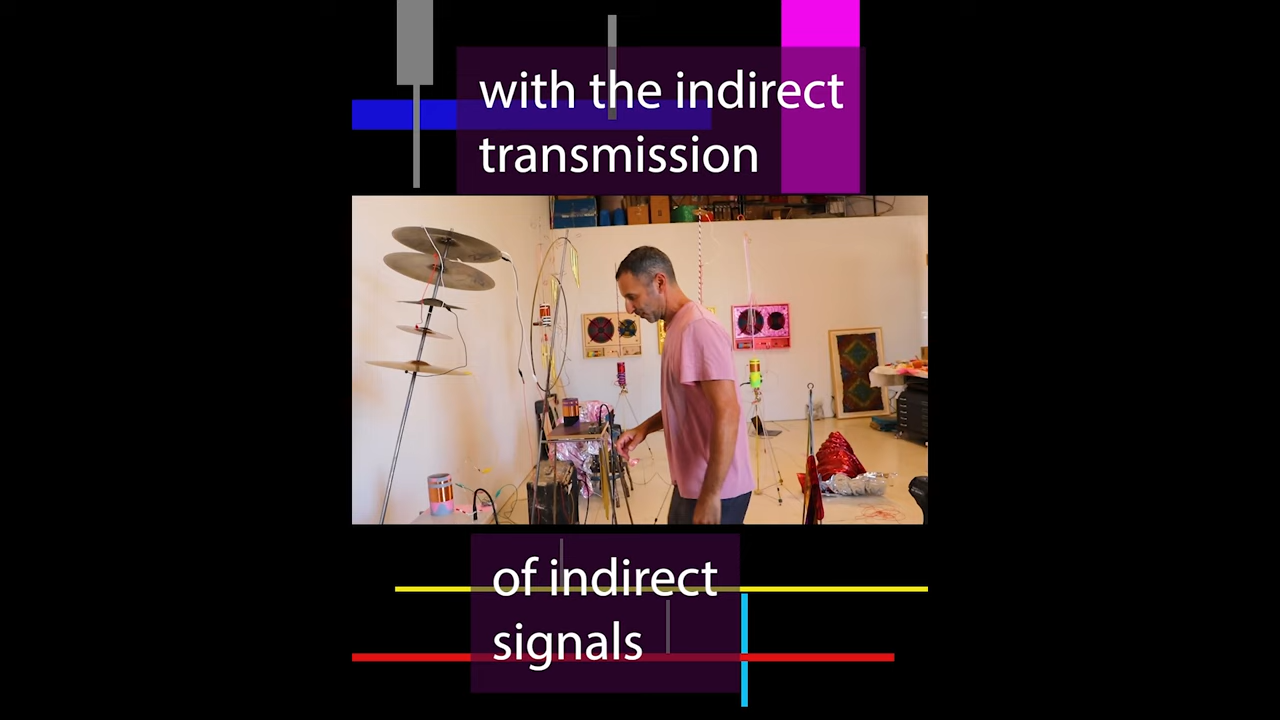 with the indirect
transmission
of indirect
signals